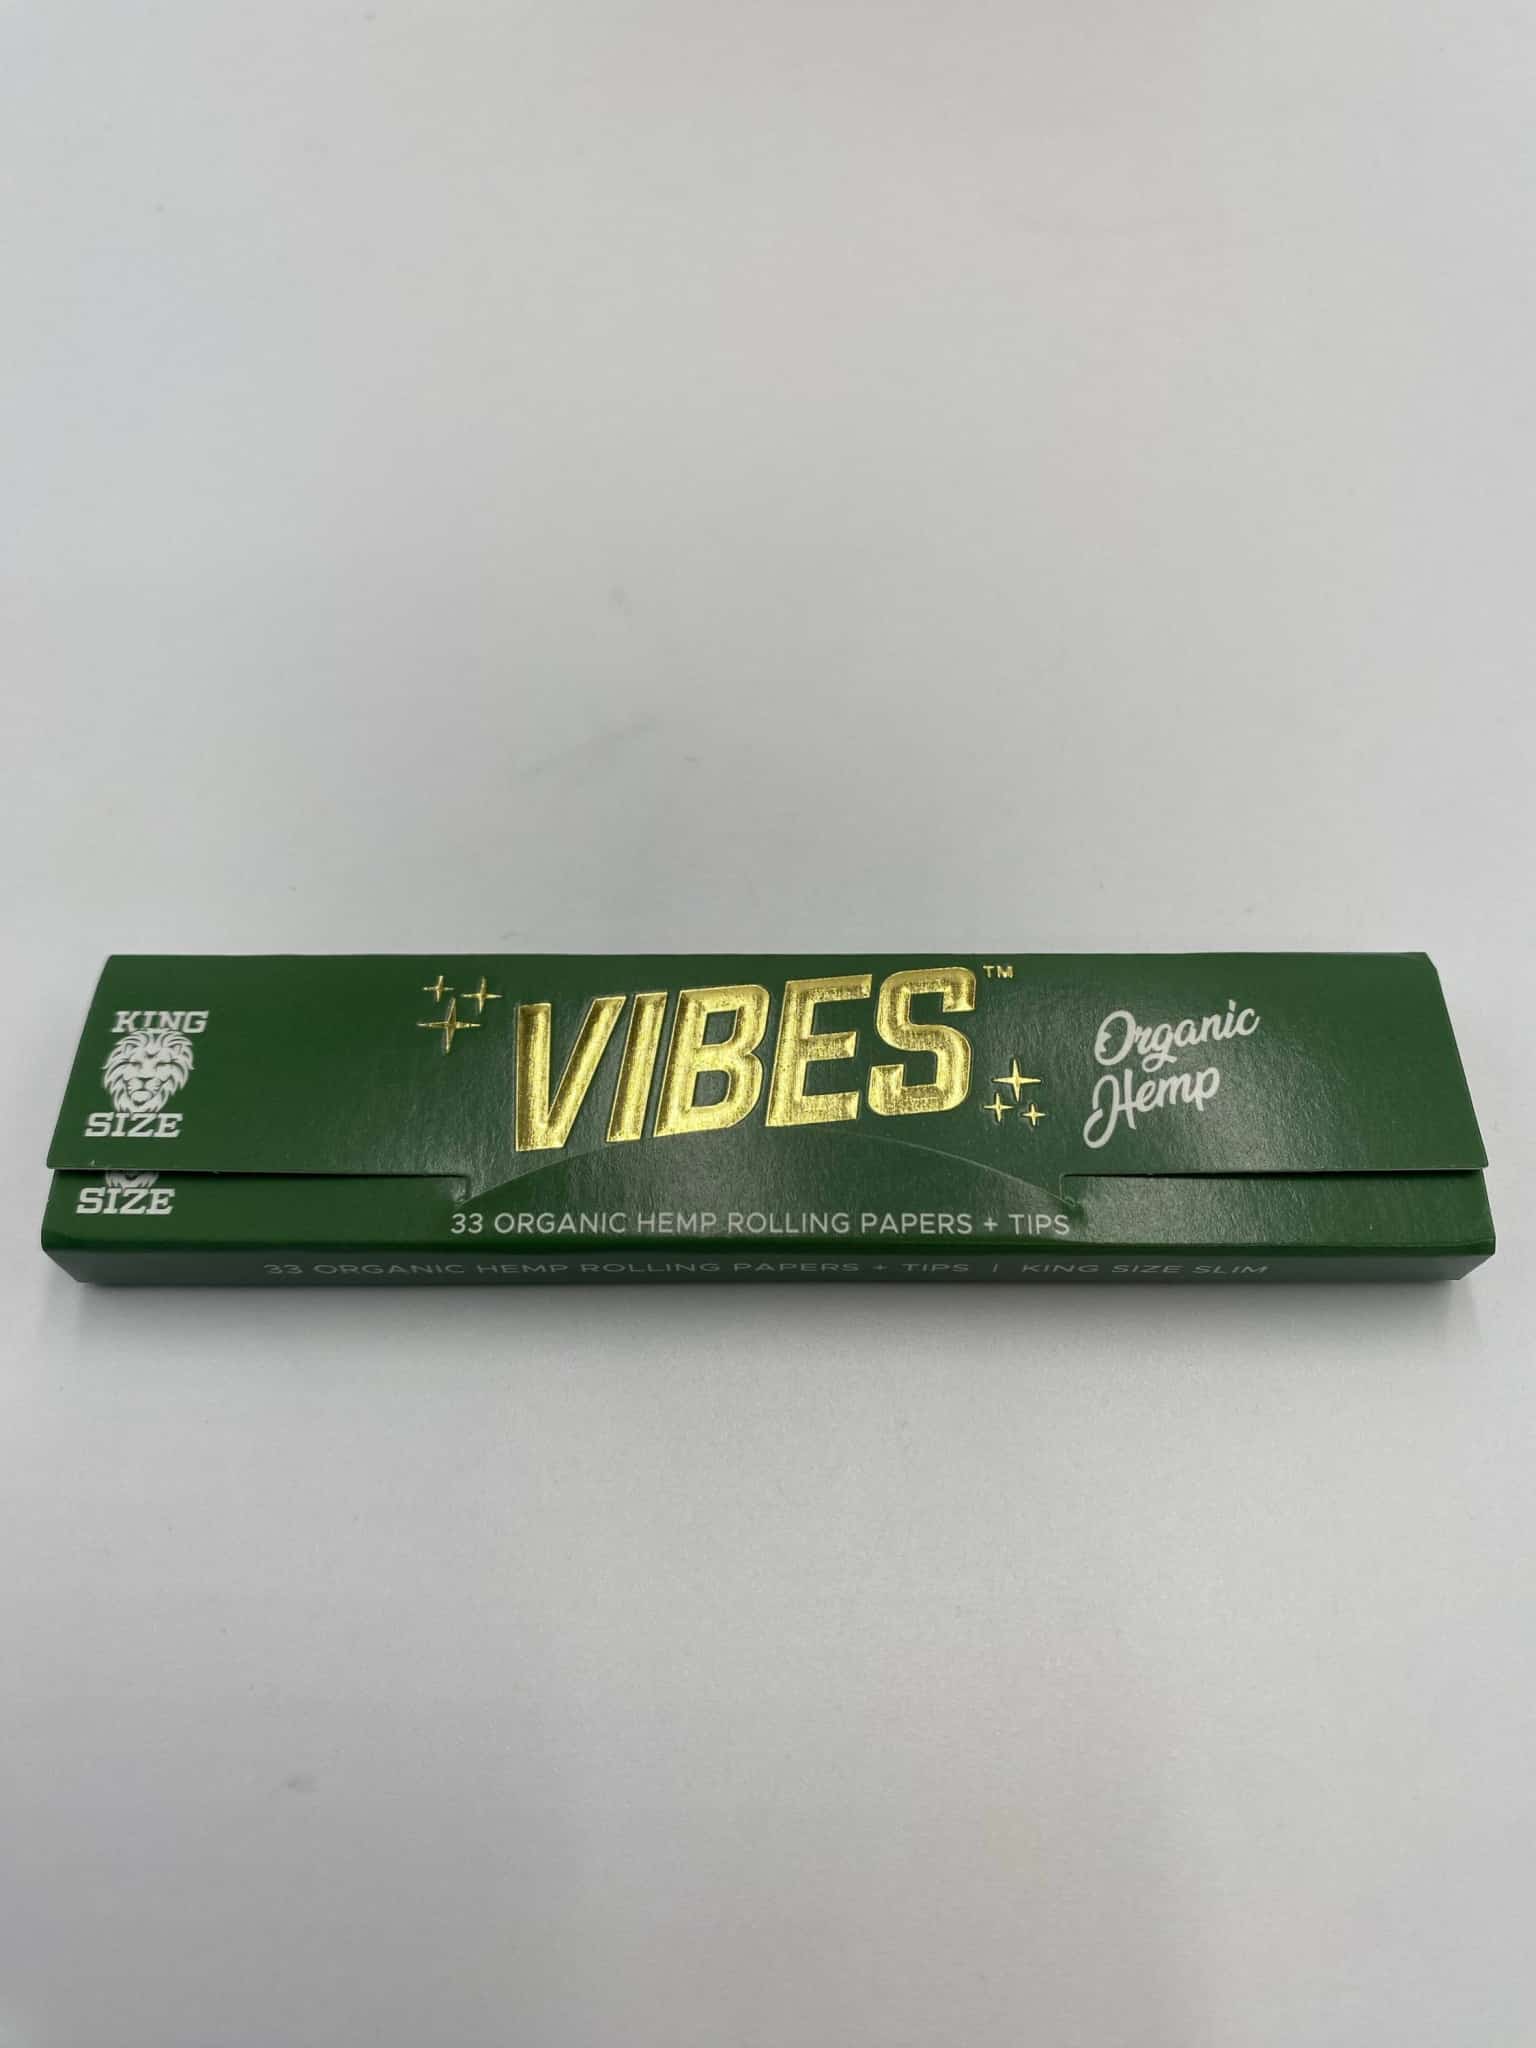 KING
SIZE
VIBES™
Organic
Hemp
SIZE
33 ORGANIC HEMP ROLLING PAPERS + TIPS
33 ORGANIC HEMP ROLLING PAPERS + TIPS | KING SIZE SLIM